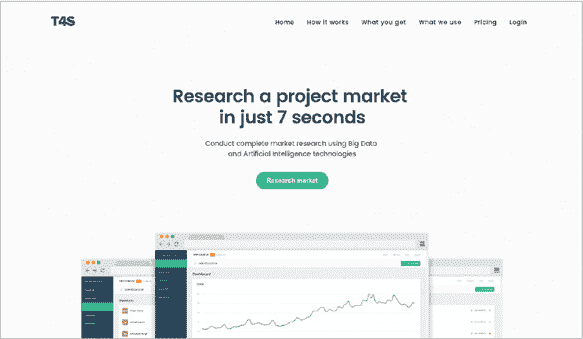 T4S
Home How it works What you get What we use Pricing Login
Research a project market
in just 7 seconds
Conduct complete market research using Big Data
and Artificial Intelligence technologies
Research market
Dashboard